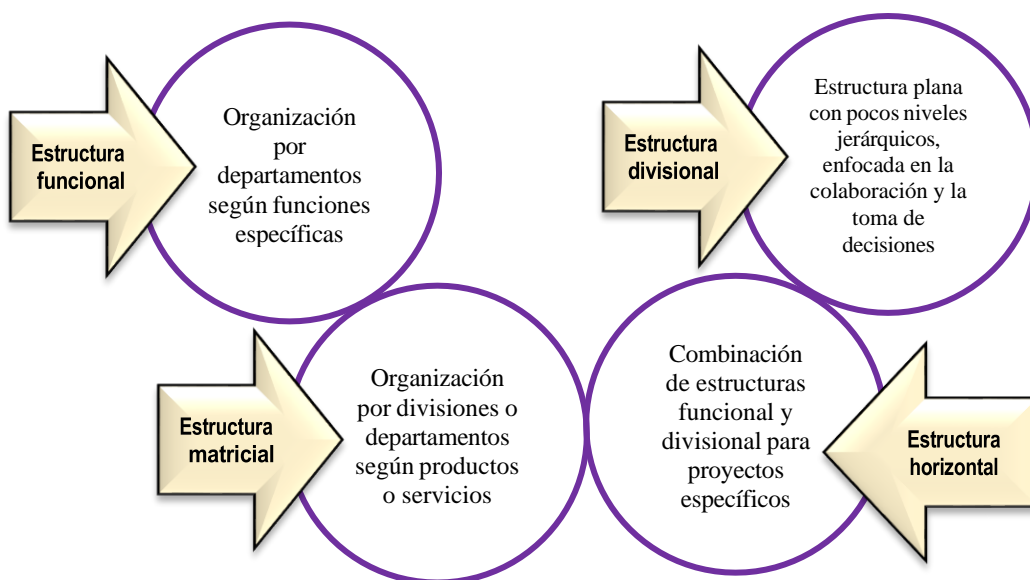 Estructura
funcional
Organización
por
departamentos
según funciones
específicas
Estructura
divisional
Estructura plana
con pocos niveles
jerárquicos,
enfocada en la
colaboración y la
toma de
decisiones
Estructura
matricial
Organización
por divisiones o
departamentos
según productos
o servicios
Combinación
de estructuras
funcional y
divisional para
proyectos
específicos
Estructura
horizontal